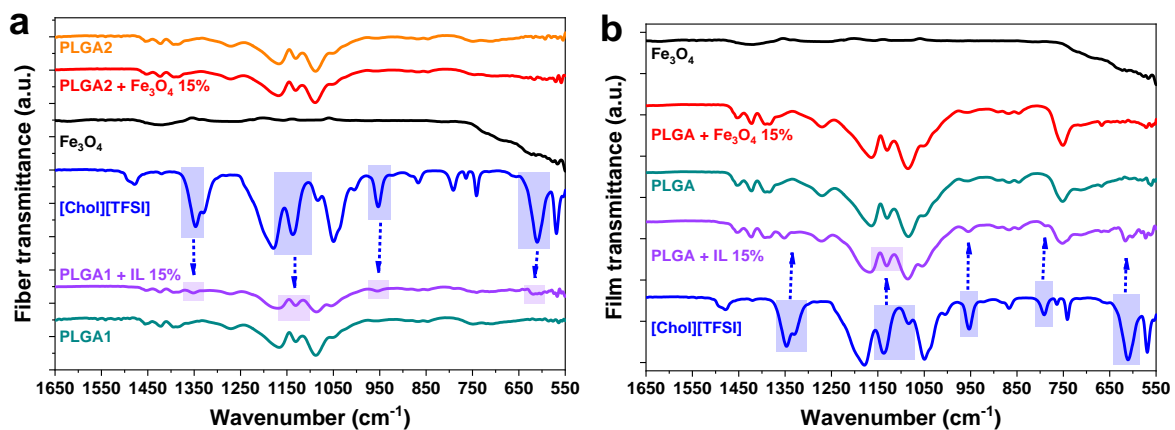 a
Fiber transmittance (a.u.)
PLGA2
PLGA2 + Fe₃O₄ 15%
Fe₃O₄
[Chol][TFSI]
PLGA1 + IL 15%
PLGA1
1650 1550 1450 1350 1250 1150 1050 950 850 750 650 550
Wavenumber (cm⁻¹)
b
Film transmittance (a.u.)
Fe₃O₄
PLGA + Fe₃O₄ 15%
PLGA
PLGA + IL 15%
[Chol][TFSI]
1650 1550 1450 1350 1250 1150 1050 950 850 750 650 550
Wavenumber (cm⁻¹)